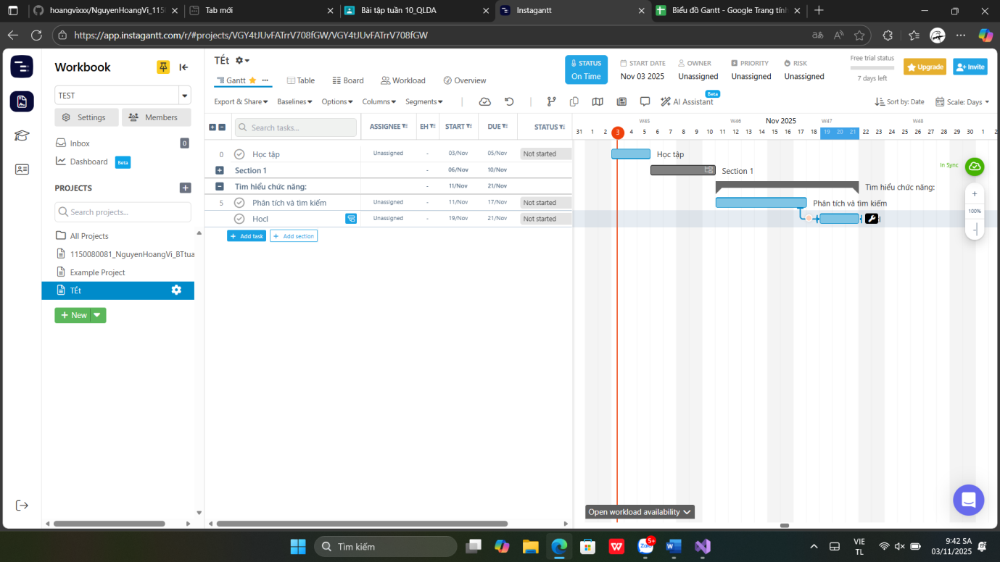 hoangvixxx/NguyenHoangVi_115
Tab mới
Bài tập tuần 10_QLDA
Instagantt
Biểu đồ Gantt - Google Trang tính
https://app.instagantt.com/r/#projects/VGY4tJUvFATrrV708fGW/VGY4tJUvFATrrV708fGW
Workbook
TEST
Settings
Members
Inbox
0
Dashboard
Beta
PROJECTS
Search projects...
All Projects
1150080081_NguyenHoangVi_BTtua
Example Project
TÉt
New
TÉt
STATUS
On Time
START DATE
Nov 03 2025
OWNER
Unassigned
PRIORITY
Unassigned
RISK
Unassigned
Free trial status
7 days left
Upgrade
Invite
Gantt
Table
Board
Workload
Overview
Export & Share
Baselines
Options
Columns
Segments
AI Assistant
Beta
Sort by: Date
Scale: Days
Search tasks...
ASSIGNEE
EH
START
DUE
STATUS
W45
W46
Nov 2025
W47
W48
31 1 2 3 4 5 6 7 8 9 10 11 12 13 14 15 16 17 18 19 20 21 22 23 24 25 26 27 28 29 30 1 2
0 Học tập Unassigned - 03/Nov 05/Nov Not started
Học tập
Section 1 - 06/Nov 10/Nov
Section 1
Tìm hiểu chức năng: - 11/Nov 21/Nov
Tìm hiểu chức năng:
5 Phân tích và tìm kiếm Unassigned - 11/Nov 17/Nov Not started
Phân tích và tìm kiếm
Hocl Unassigned - 19/Nov 21/Nov Not started
Add task
Add section
In Sync
100%
Open workload availability
Tìm kiếm
Zalo
5+
VIE
TL
9:42 SA
03/11/2025